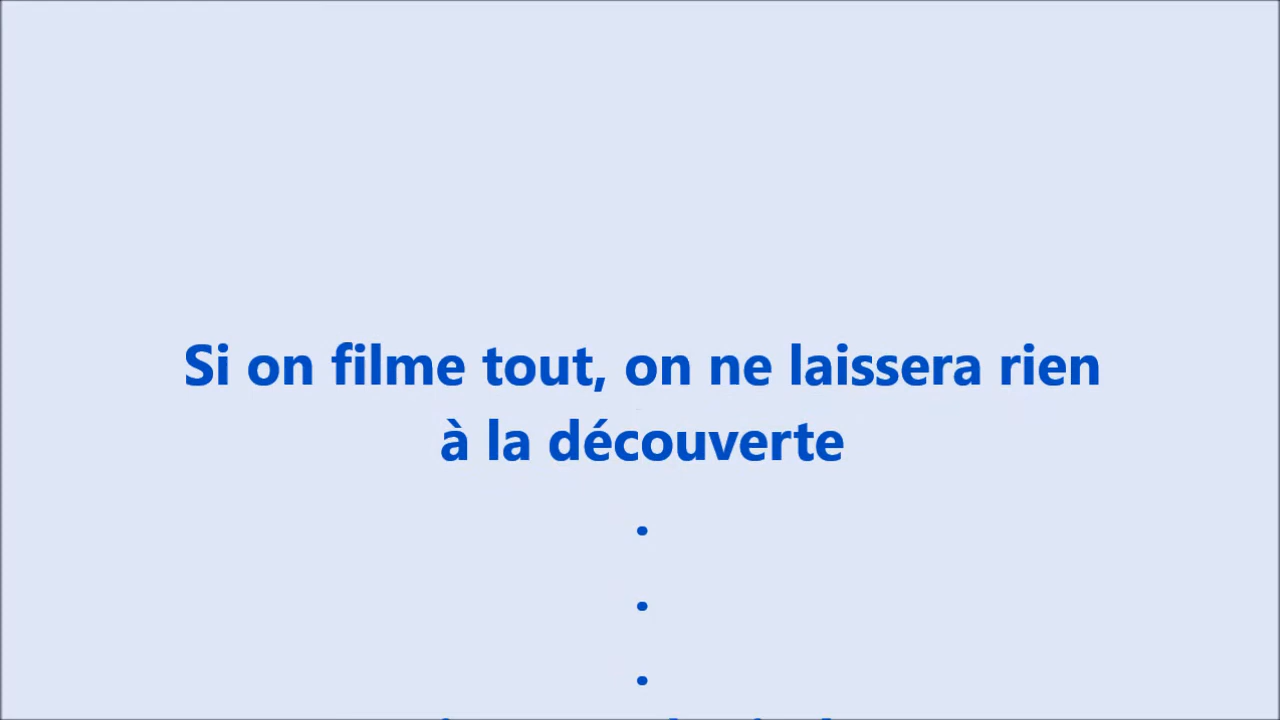 Si on filme tout, on ne laissera rien
à la découverte
.
.
.